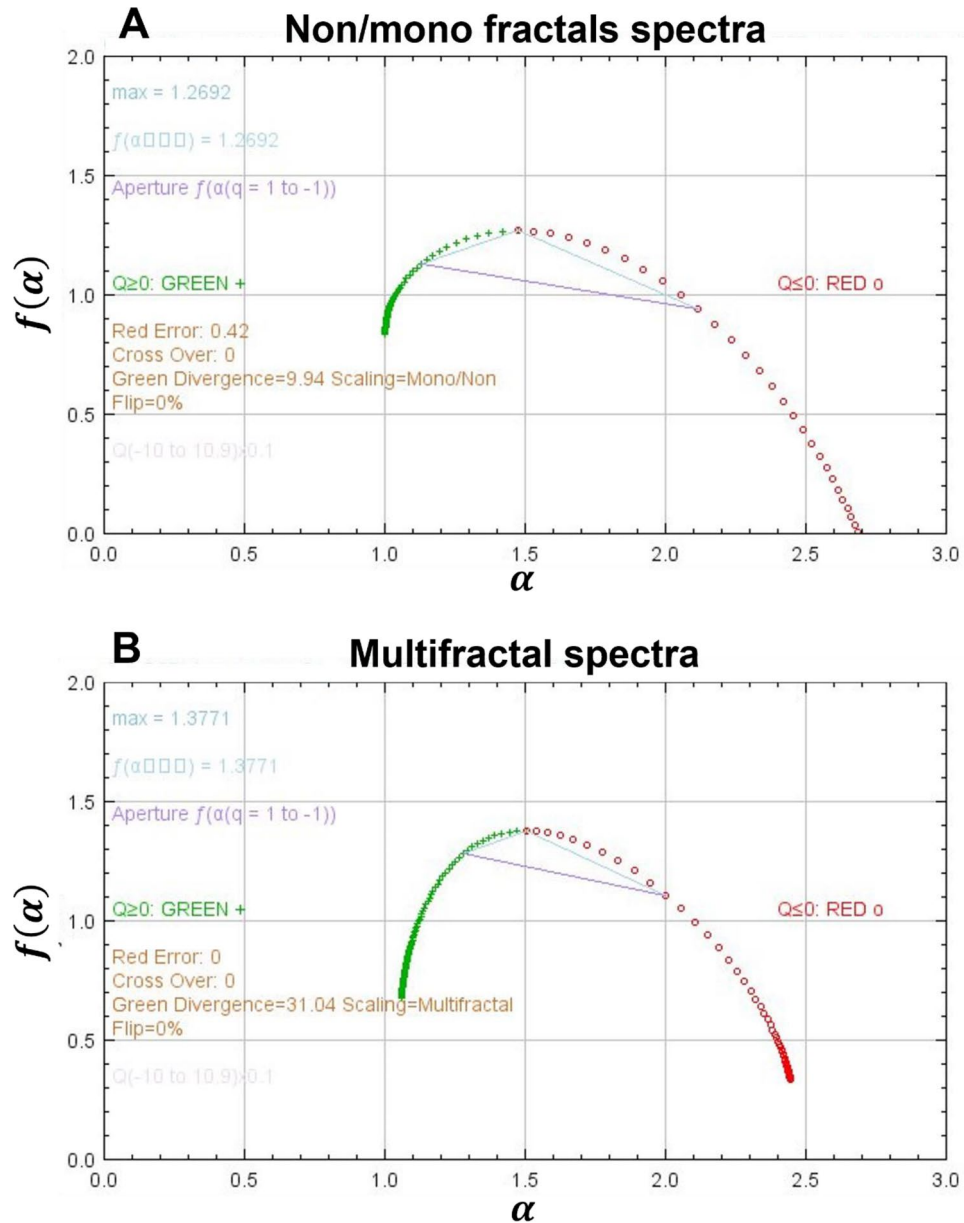 A Non/mono fractals spectra
2.0
max = 1.2692
f(α□□□) = 1.2692
1.5
Aperture f(α(q = 1 to -1))
f(α)
Q≥0: GREEN +
Q≤0: RED o
1.0
Red Error: 0.42
Cross Over: 0
Green Divergence=9.94 Scaling=Mono/Non
Flip=0%
0.5
Q(-10 to 10.9):0.1
0.0
0.0 0.5 1.0 1.5 2.0 2.5 3.0
α
B Multifractal spectra
2.0
max = 1.3771
f(α□□□) = 1.3771
1.5
Aperture f(α(q = 1 to -1))
f(α)
Q≥0: GREEN +
Q≤0: RED o
1.0
Red Error: 0
Cross Over: 0
Green Divergence=31.04 Scaling=Multifractal
Flip=0%
0.5
Q(-10 to 10.9):0.1
0.0
0.0 0.5 1.0 1.5 2.0 2.5 3.0
α